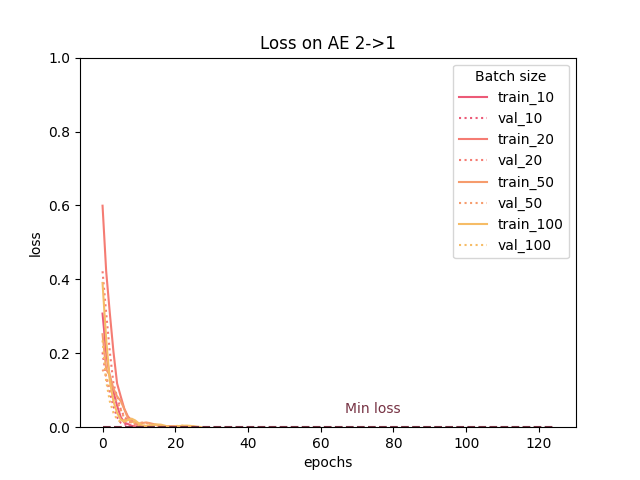 Loss on AE 2->1
1.0
0.8
0.6
0.4
0.2
0.0
loss
Batch size
train_10
val_10
train_20
val_20
train_50
val_50
train_100
val_100
Min loss
0
20
40
60
80
100
120
epochs